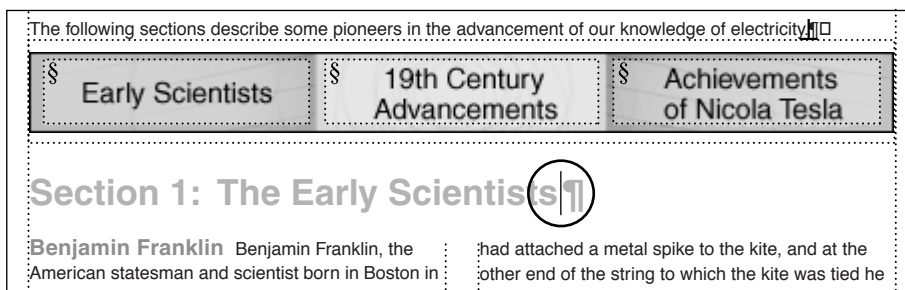 The following sections describe some pioneers in the advancement of our knowledge of electricity.¶
§ Early Scientists
§ 19th Century
Advancements
§ Achievements
of Nicola Tesla
Section 1: The Early Scientists¶
Benjamin Franklin Benjamin Franklin, the
American statesman and scientist born in Boston in
had attached a metal spike to the kite, and at the
other end of the string to which the kite was tied he